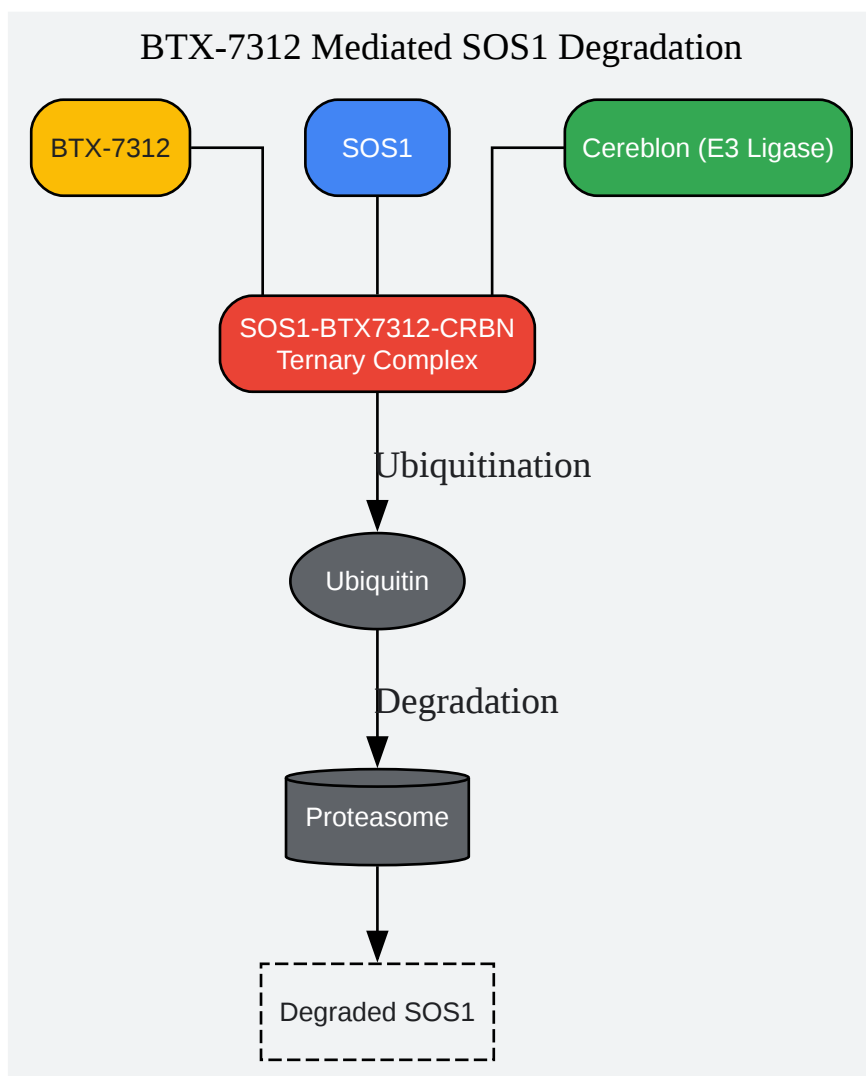 BTX-7312 Mediated SOS1 Degradation
BTX-7312
SOS1
Cereblon (E3 Ligase)
SOS1-BTX7312-CRBN
Ternary Complex
Ubiquitination
Ubiquitin
Degradation
Proteasome
Degraded SOS1